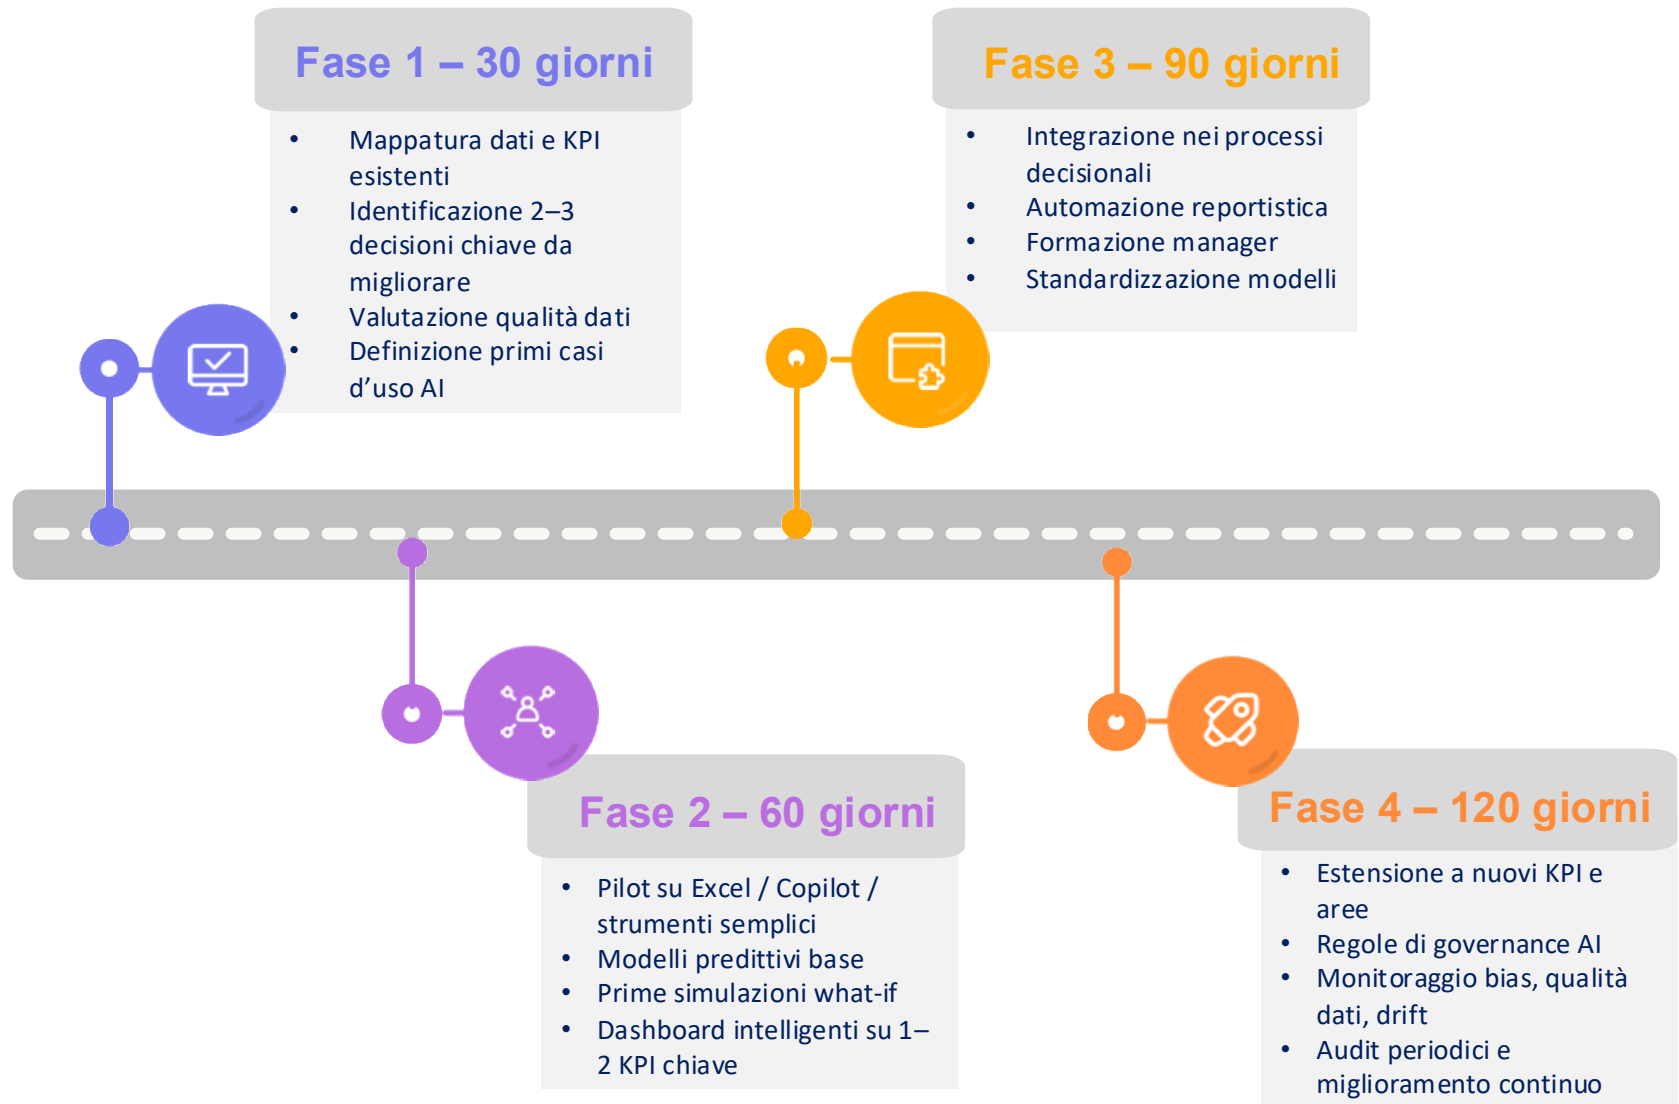 Fase 1 – 30 giorni
• Mappatura dati e KPI
esistenti
• Identificazione 2–3
decisioni chiave da
migliorare
• Valutazione qualità dati
• Definizione primi casi
d’uso AI
Fase 3 – 90 giorni
• Integrazione nei processi
decisionali
• Automazione reportistica
• Formazione manager
• Standardizzazione modelli
Fase 2 – 60 giorni
• Pilot su Excel / Copilot /
strumenti semplici
• Modelli predittivi base
• Prime simulazioni what-if
• Dashboard intelligenti su 1–
2 KPI chiave
Fase 4 – 120 giorni
• Estensione a nuovi KPI e
aree
• Regole di governance AI
• Monitoraggio bias, qualità
dati, drift
• Audit periodici e
miglioramento continuo